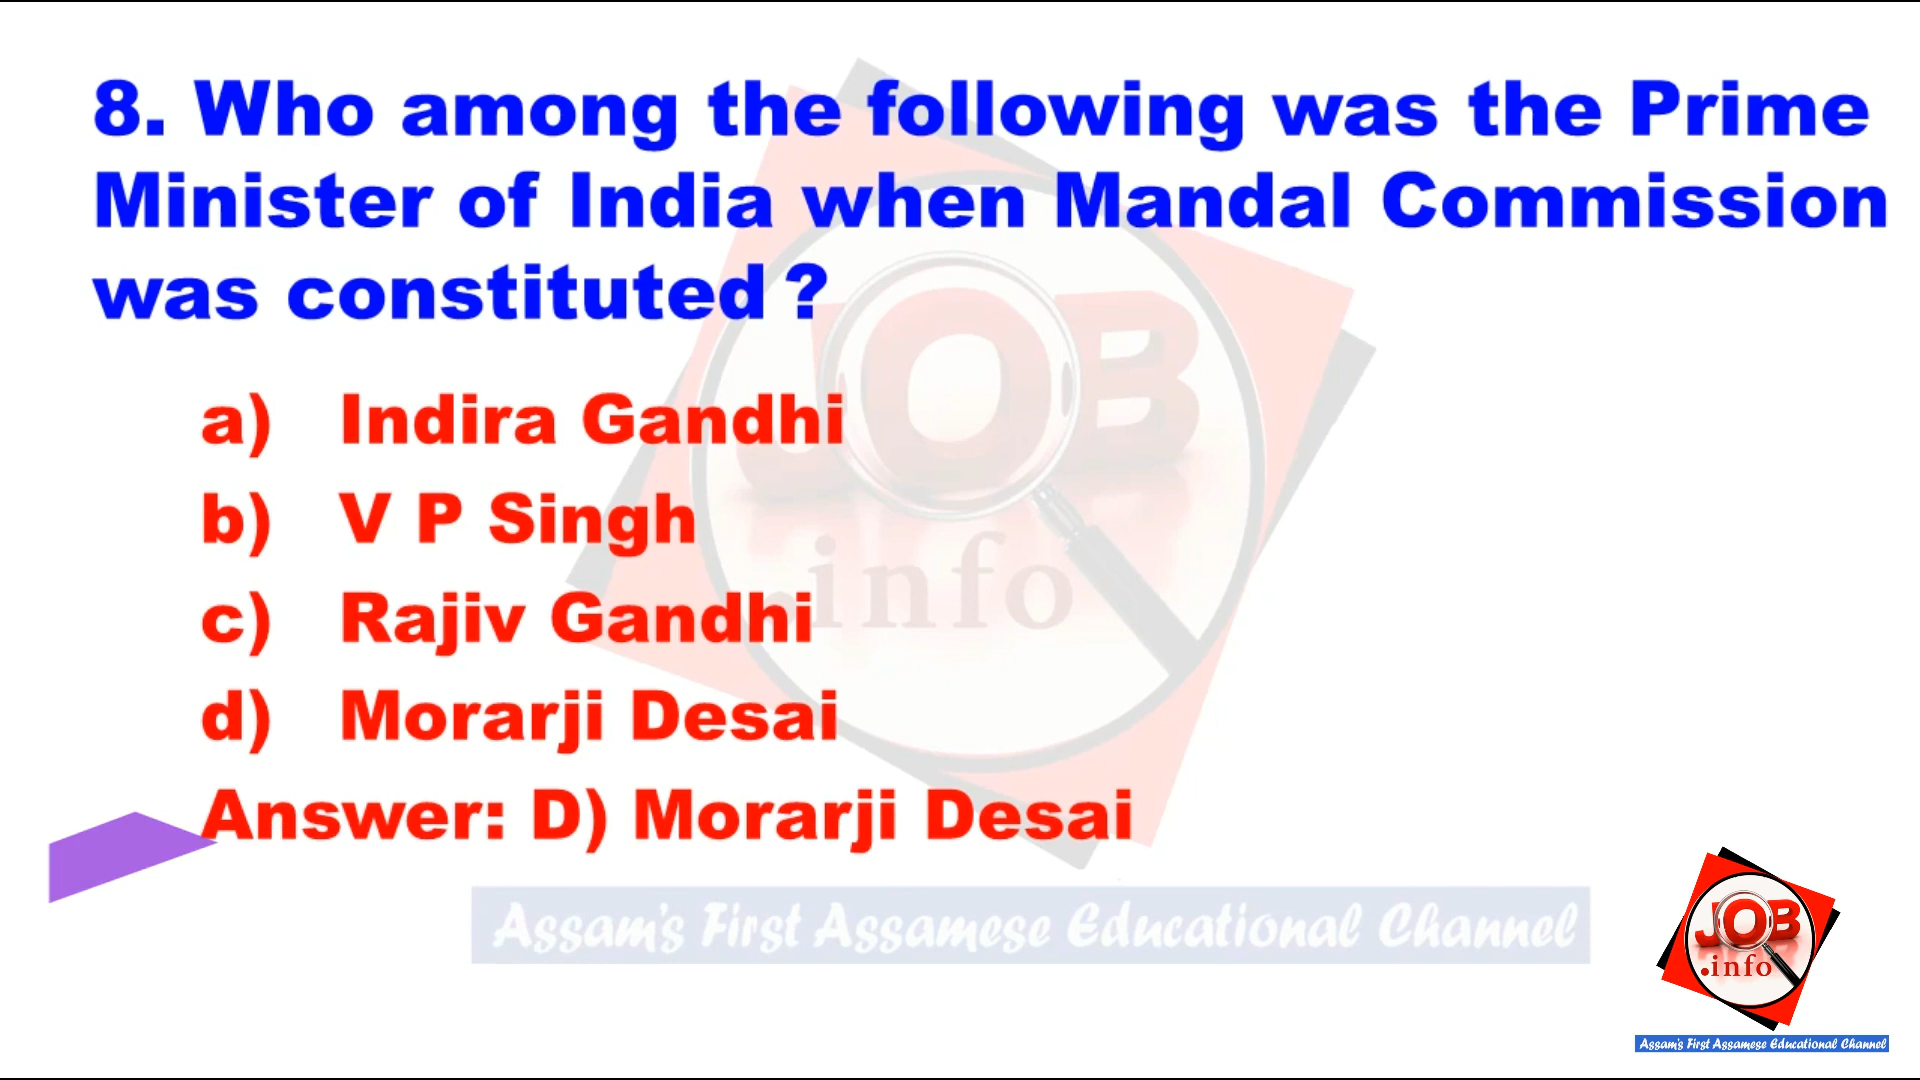 8. Who among the following was the Prime
Minister of India when Mandal Commission
was constituted ?
a) Indira Gandhi
b) V P Singh
c) Rajiv Gandhi
d) Morarji Desai
Answer: D) Morarji Desai
JOB
.info
Assam's First Assamese Educational Channel
JOB
.info
Assam's First Assamese Educational Channel